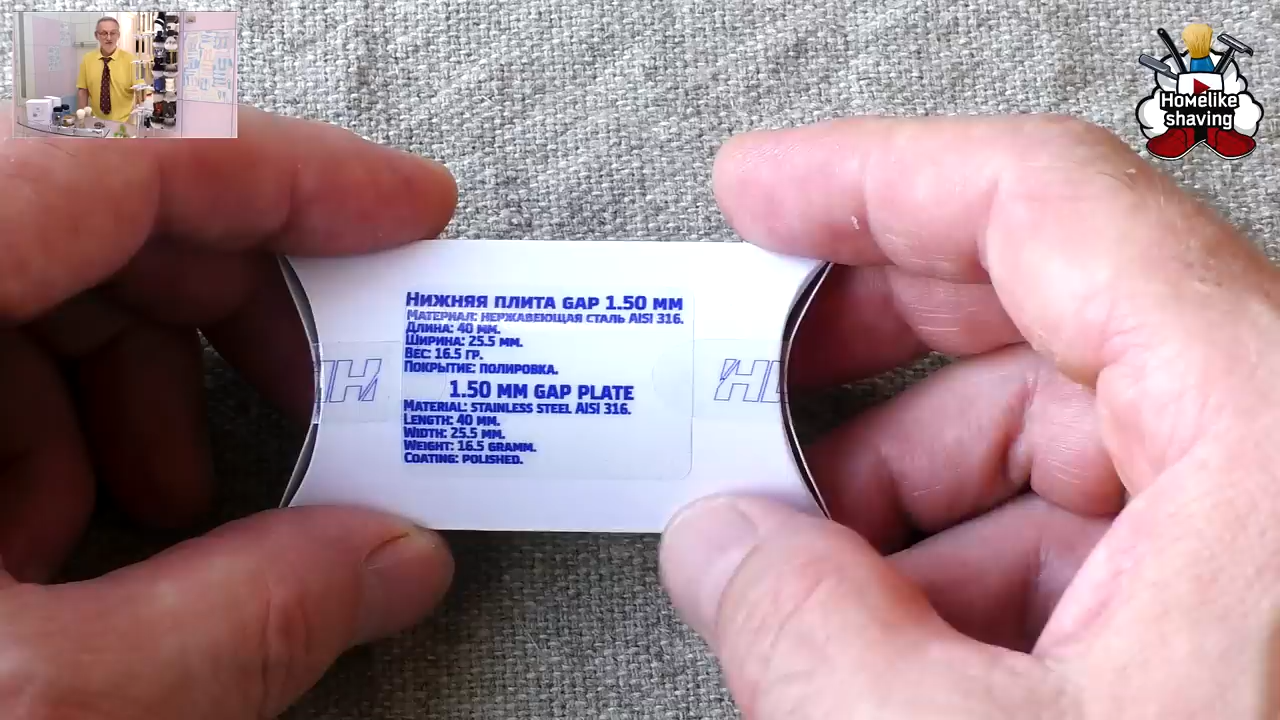 Homelike
shaving
Нижняя плита GAP 1.50 мм
Материал: нержавеющая сталь AISI 316.
Длина: 40 мм.
Ширина: 25.5 мм.
Вес: 16.5 гр.
Покрытие: полировка.
1.50 MM GAP PLATE
Material: stainless steel AISI 316.
Length: 40 mm.
Width: 25.5 mm.
Weight: 16.5 gramm.
Coating: polished.